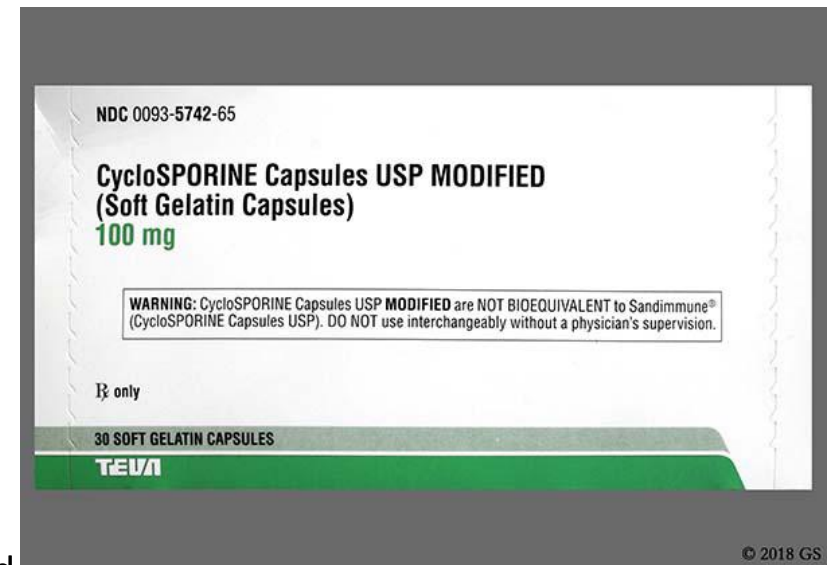 NDC 0093-5742-65
CycloSPORINE Capsules USP MODIFIED
(Soft Gelatin Capsules)
100 mg
WARNING: CycloSPORINE Capsules USP MODIFIED are NOT BIOEQUIVALENT to Sandimmune®
(CycloSPORINE Capsules USP). DO NOT use interchangeably without a physician's supervision.
℞ only
30 SOFT GELATIN CAPSULES
TEVA
© 2018 GS